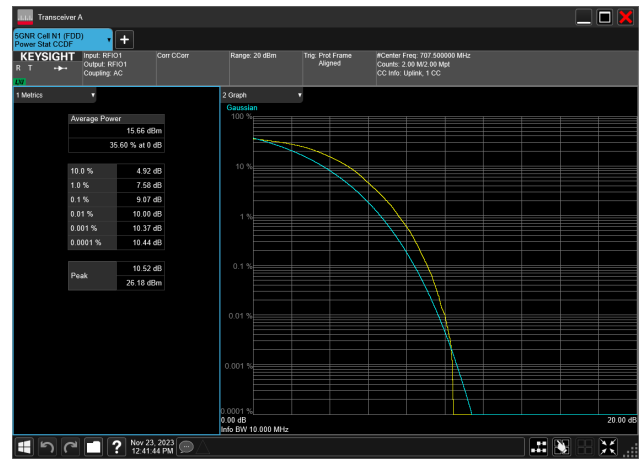 Transceiver A
5GNR Cell N1 (FDD)
Power Stat CCDF
KEYSIGHT
R T
LW
Input: RFIO1
Output: RFIO1
Coupling: AC
Corr CCorr
Range: 20 dBm
Trig: Prot Frame
Aligned
#Center Freq: 707.500000 MHz
Counts: 2.00 M/2.00 Mpt
CC Info: Uplink, 1 CC
1 Metrics
Average Power
15.66 dBm
35.60 % at 0 dB
10.0 % 4.92 dB
1.0 % 7.58 dB
0.1 % 9.07 dB
0.01 % 10.00 dB
0.001 % 10.37 dB
0.0001 % 10.44 dB
Peak 10.52 dB
26.18 dBm
2 Graph
Gaussian
100 %
10 %
1 %
0.1 %
0.01 %
0.001 %
0.0001 %
0.00 dB 20.00 dB
Info BW 10.000 MHz
?
Nov 23, 2023
12:41:44 PM